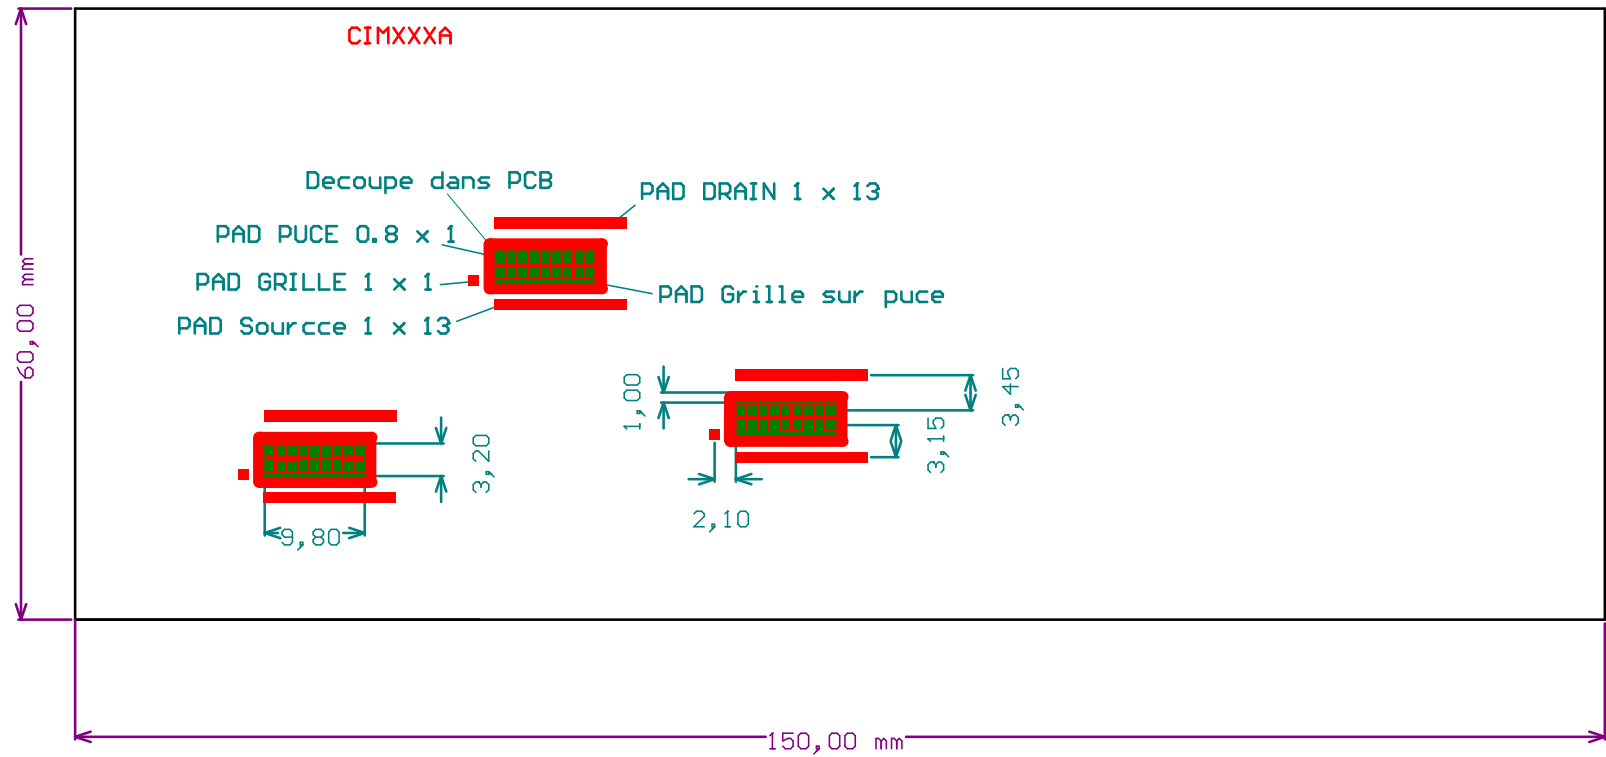 CIMXXXA
Decoupe dans PCB
PAD DRAIN 1 x 13
PAD PUCE 0.8 x 1
PAD GRILLE 1 x 1
PAD Grille sur puce
PAD Sourcce 1 x 13
60,00 mm
1,00
3,45
3,15
3,20
2,10
9,80
150,00 mm